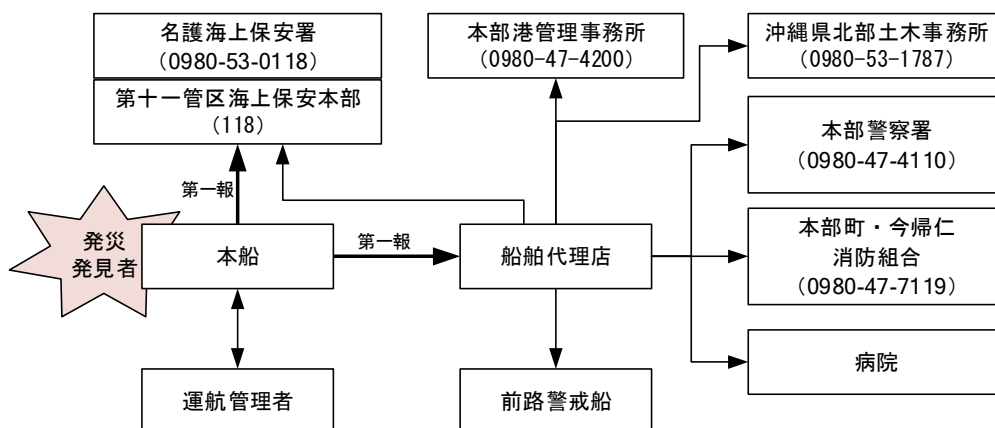 名護海上保安署
（0980-53-0118）
第十一管区海上保安本部
（118）
本部港管理事務所
（0980-47-4200）
沖縄県北部土木事務所
（0980-53-1787）
本部警察署
（0980-47-4110）
第一報
発災
発見者
本船
第一報
船舶代理店
本部町・今帰仁
消防組合
（0980-47-7119）
病院
運航管理者
前路警戒船